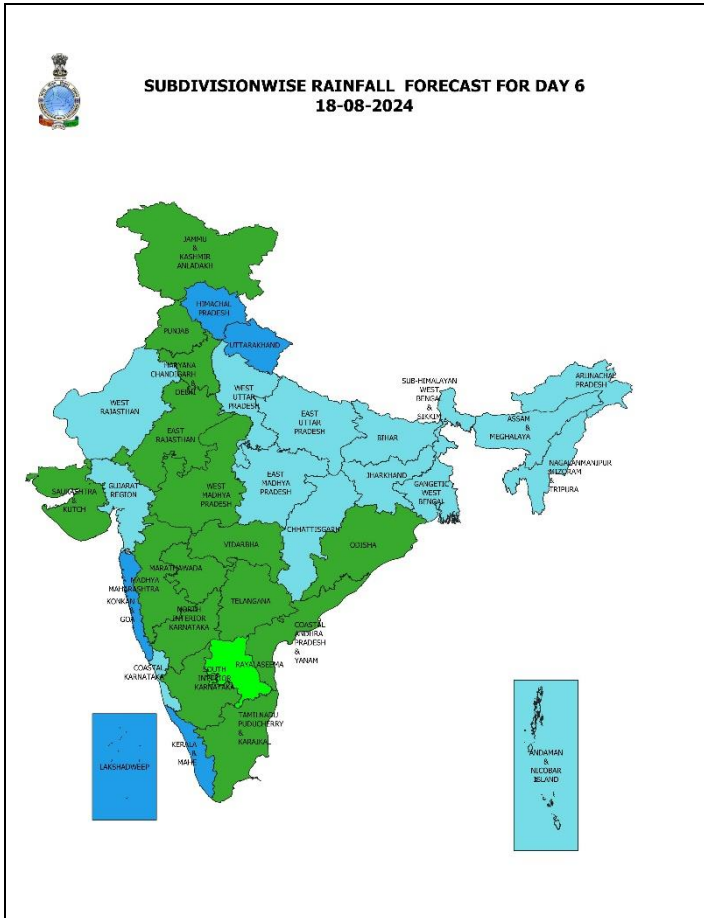 SUBDIVISIONWISE RAINFALL FORECAST FOR DAY 6
18-08-2024
JAMMU
&
KASHMIR
ANLADAKH
HIMACHAL
PRADESH
PUNJAB
UTTARAKHAND
HARYANA
CHANDIGARH
&
DELHI
WEST
RAJASTHAN
WEST
UTTAR
PRADESH
EAST
UTTAR
PRADESH
SUB-HIMALAYAN
WEST
BENGA
&
SIKKIM
ARUNACHAL
PRADESH
ASSAM
&
MEGHALAYA
EAST
RAJASTHAN
BIHAR
NAGALANMANIPUR
MIZORAM
&
TRIPURA
GUJARAT
REGION
SAURASHTRA
&
KUTCH
WEST
MADHYA
PRADESH
EAST
MADHYA
PRADESH
JHARKHAND
GANGETIC
WEST
BENGAL
CHHATTISGARH
ODISHA
VIDARBHA
MARATHAWADA
MADHYA
MAHARASHTRA
KONKAN
&
GOA
NORTH
INTERIOR
KARNATAKA
TELANGANA
COASTAL
ANDHRA
PRADESH
&
YANAM
COASTAL
KARNATAKA
RAYALASEEMA
SOUTH
INTERIOR
KARNATAKA
TAMILNADU
PUDUCHERRY
&
KARAIKAL
KERALA
&
MAHE
LAKSHADWEEP
ANDAMAN
&
NICOBAR
ISLAND